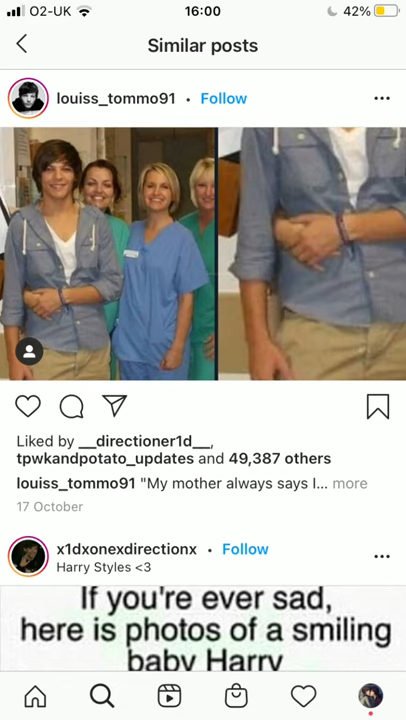 O2-UK 16:00 42%
Similar posts
louiss_tommo91 • Follow
Liked by __directioner1d__,
tpwkandpotato_updates and 49,387 others
louiss_tommo91 "My mother always says I... more
17 October
x1dxonexdirectionx • Follow
Harry Styles <3
If you're ever sad,
here is photos of a smiling
baby Harry